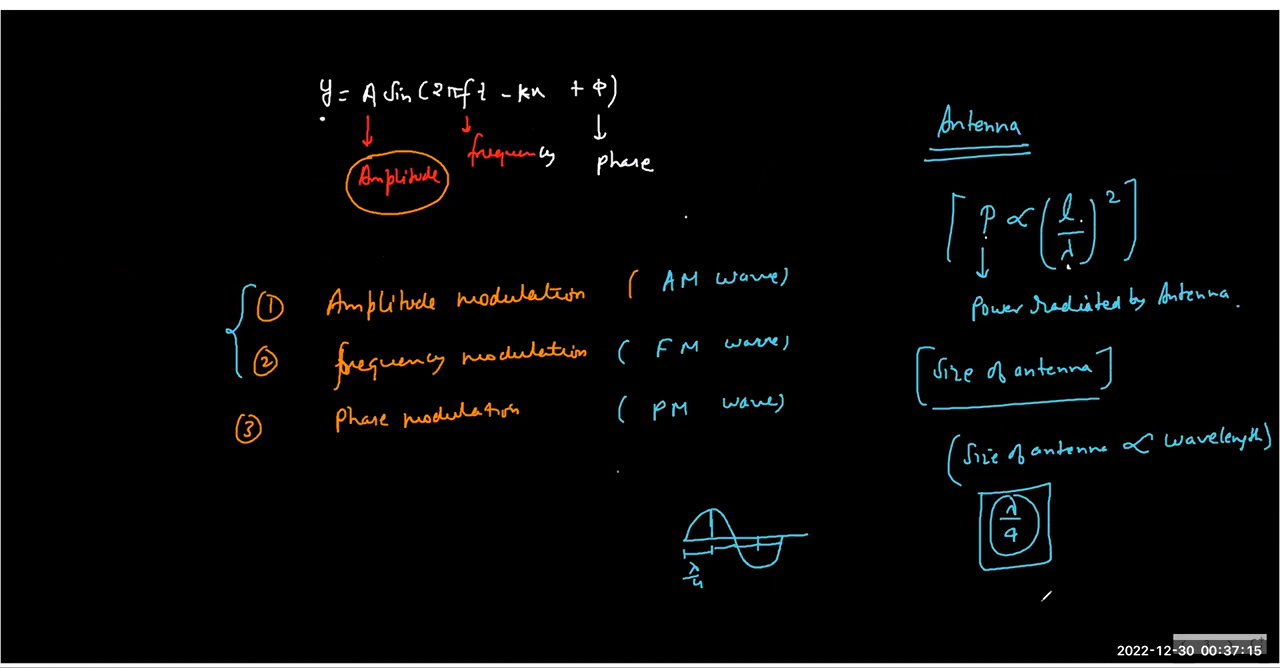 y = A sin (2πft - kx + φ)
Amplitude
frequency
phase
① Amplitude modulation ( AM wave)
② frequency modulation ( FM wave)
③ Phase modulation ( PM wave)
λ/4
Antenna
[ P ∝ (l/λ)² ]
Power radiated by Antenna.
[Size of antenna]
(Size of antenna ∝ wavelength)
λ/4
2022-12-30 00:37:15